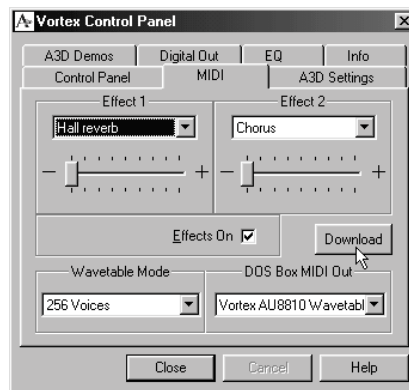 Vortex Control Panel
A3D Demos Digital Out EQ Info
Control Panel MIDI A3D Settings
Effect 1 Effect 2
Hall reverb Chorus
− + − +
Effects On Download
Wavetable Mode DOS Box MIDI Out
256 Voices Vortex AU8810 Wavetabl
Close Cancel Help